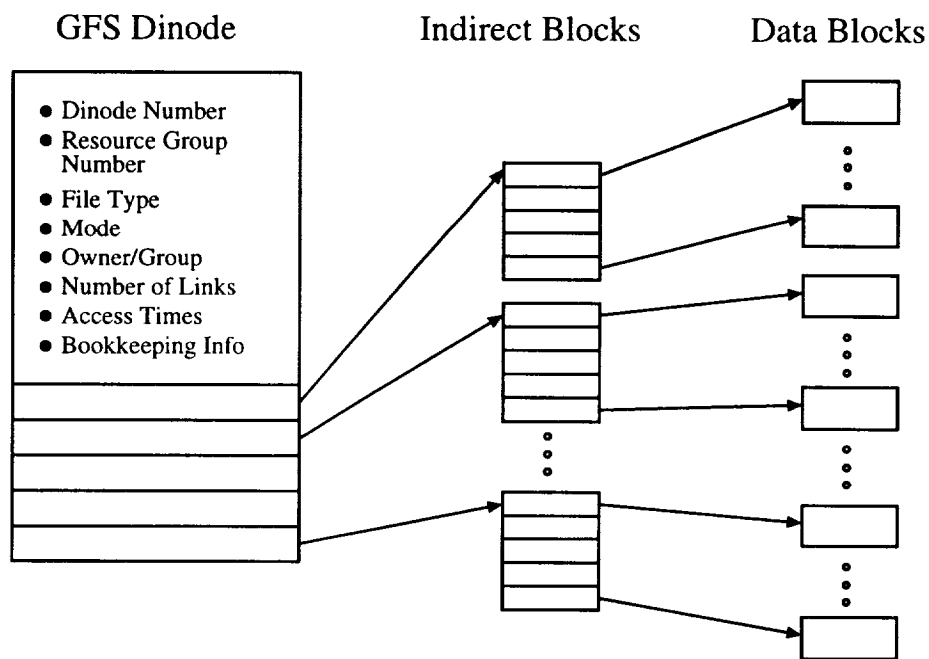 GFS Dinode
Indirect Blocks
Data Blocks
● Dinode Number
● Resource Group
Number
● File Type
● Mode
● Owner/Group
● Number of Links
● Access Times
● Bookkeeping Info